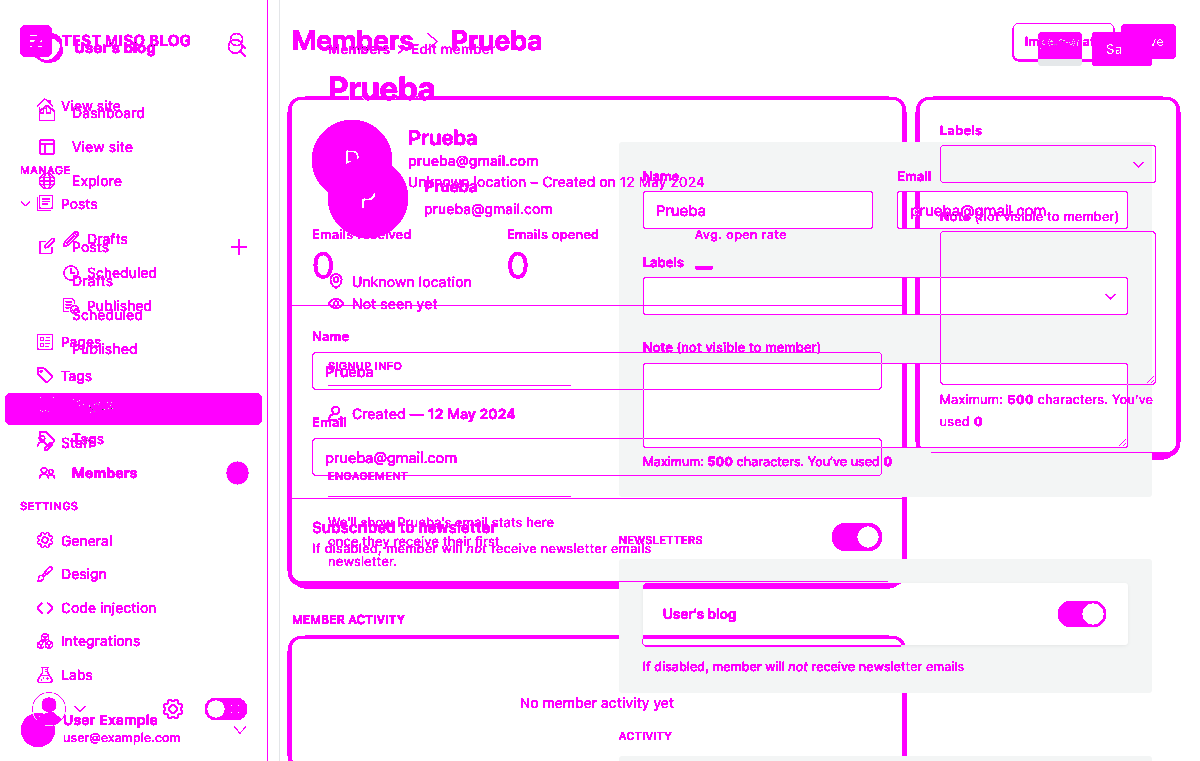 TEST MISC BLOG
User's blog
View site
Dashboard
View site
MANAGE
Explore
Posts
Drafts
Posts
Scheduled
Drafts
Published
Scheduled
Pages
Published
Tags
Staff
Tags
Members
SETTINGS
General
Design
Code injection
Integrations
Labs
User Example
user@example.com
Members > Prueba
Members > Edit member
Prueba
P
Prueba
prueba@gmail.com
Unknown location – Created on 12 May 2024
P
Prueba
prueba@gmail.com
Emails received
Emails opened
Avg. open rate
0
0
–
Unknown location
Not seen yet
Name
Prueba
SIGNUP INFO
Created — 12 May 2024
Email
prueba@gmail.com
ENGAGEMENT
We'll show Prueba's email stats here
once they receive their first
newsletter.
Subscribed to newsletter
If disabled, member will not receive newsletter emails
MEMBER ACTIVITY
No member activity yet
Name
Prueba
Email
prueba@gmail.com
Labels
Note (not visible to member)
Maximum: 500 characters. You've used 0
NEWSLETTERS
User's blog
If disabled, member will not receive newsletter emails
ACTIVITY
Labels
Note (not visible to member)
Maximum: 500 characters. You've
used 0